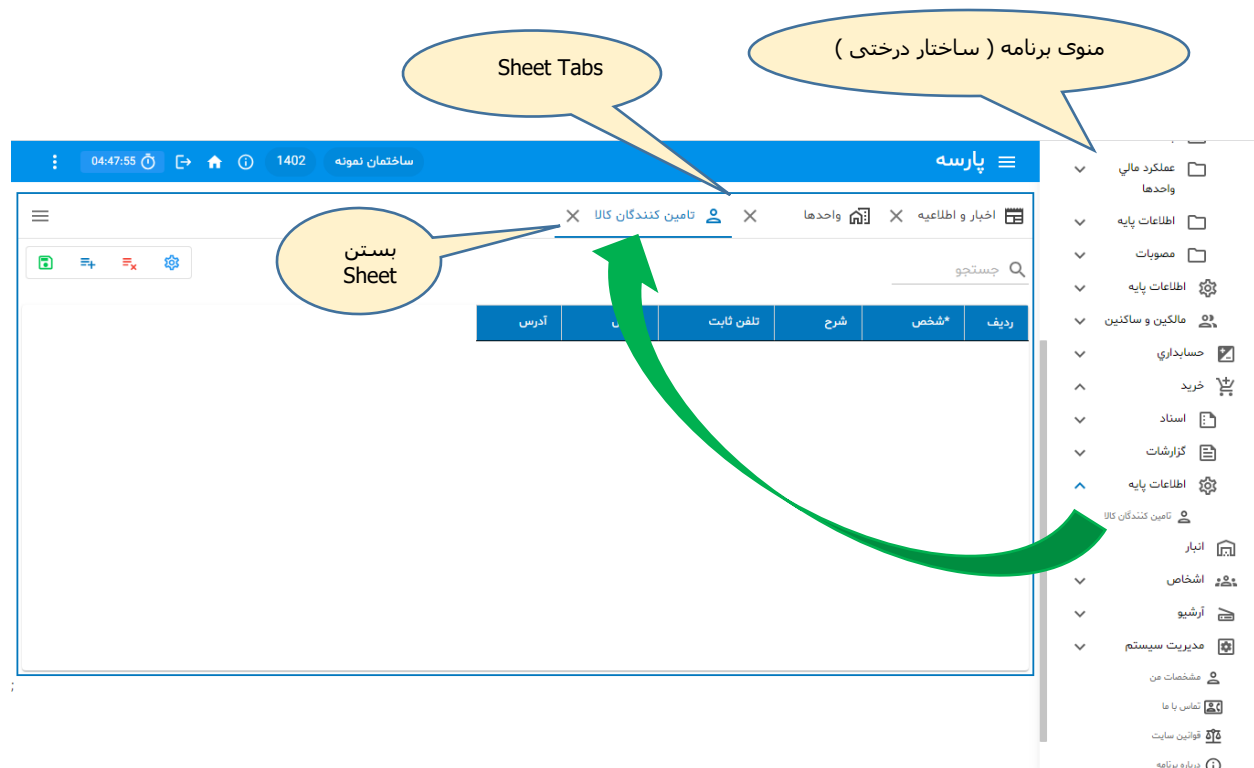 منوی برنامه ( ساختار درختی )
Sheet Tabs
پارسه
ساختمان نمونه
1402
04:47:55
اخبار و اطلاعیه
واحدها
تامین کنندگان کالا
بستن
Sheet
جستجو
ردیف *شخص شرح تلفن ثابت آدرس
عملکرد مالي
واحدها
اطلاعات پایه
مصوبات
اطلاعات پایه
مالکین و ساکنین
حسابداري
خرید
اسناد
گزارشات
اطلاعات پایه
تامین کنندگان کالا
انبار
اشخاص
آرشیو
مدیریت سیستم
مشخصات من
تماس با ما
قوانین سایت
درباره برنامه
;